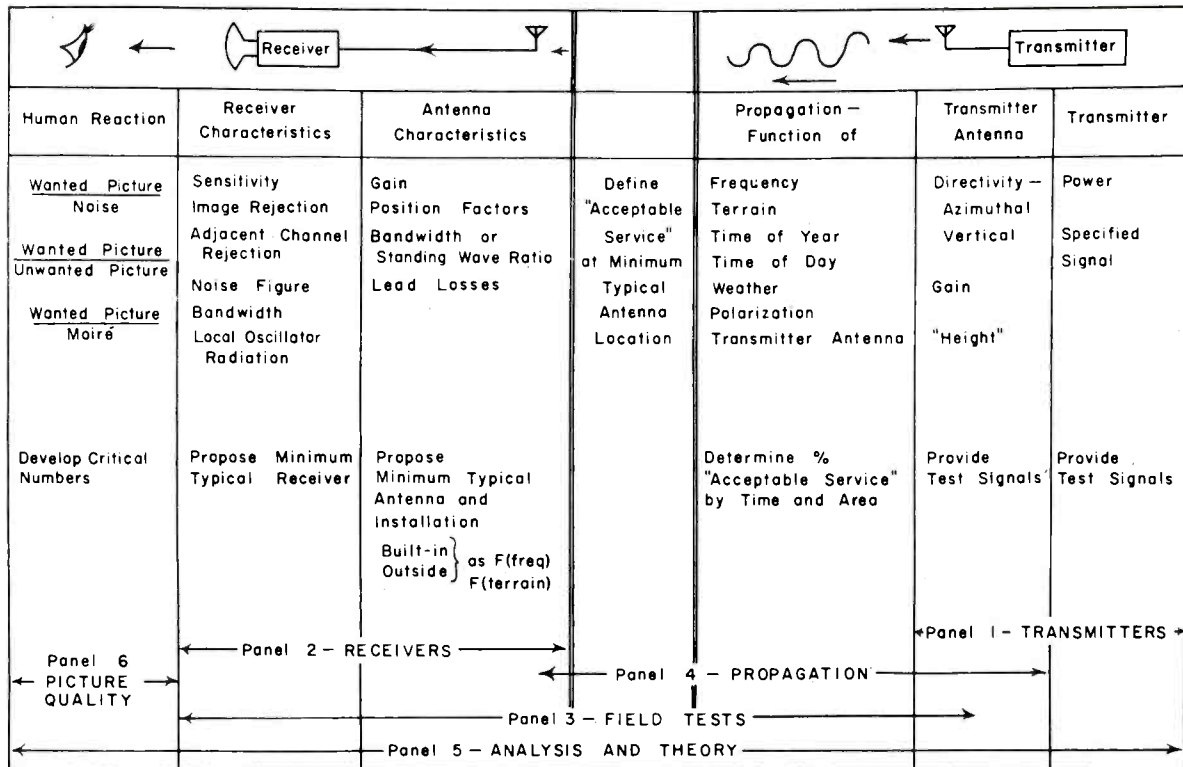 Receiver
Transmitter
Human Reaction
Receiver
Characteristics
Antenna
Characteristics
Propagation—
Function of
Transmitter
Antenna
Transmitter
Wanted Picture
Noise
Wanted Picture
Unwanted Picture
Wanted Picture
Moiré
Sensitivity
Image Rejection
Adjacent Channel
Rejection
Noise Figure
Bandwidth
Local Oscillator
Radiation
Gain
Position Factors
Bandwidth or
Standing Wave Ratio
Lead Losses
Define
"Acceptable
Service"
at Minimum
Typical
Antenna
Location
Frequency
Terrain
Time of Year
Time of Day
Weather
Polarization
Transmitter Antenna
Directivity—
Azimuthal
Vertical
Gain
"Height"
Power
Specified
Signal
Develop Critical
Numbers
Propose Minimum
Typical Receiver
Propose
Minimum Typical
Antenna and
Installation
Built-in
Outside
as F(freq)
F(terrain)
Determine %
"Acceptable Service"
by Time and Area
Provide
Test Signals
Provide
Test Signals
Panel 1—TRANSMITTERS
Panel 2—RECEIVERS
Panel 6
PICTURE
QUALITY
Panel 4—PROPAGATION
Panel 3—FIELD TESTS
Panel 5—ANALYSIS AND THEORY